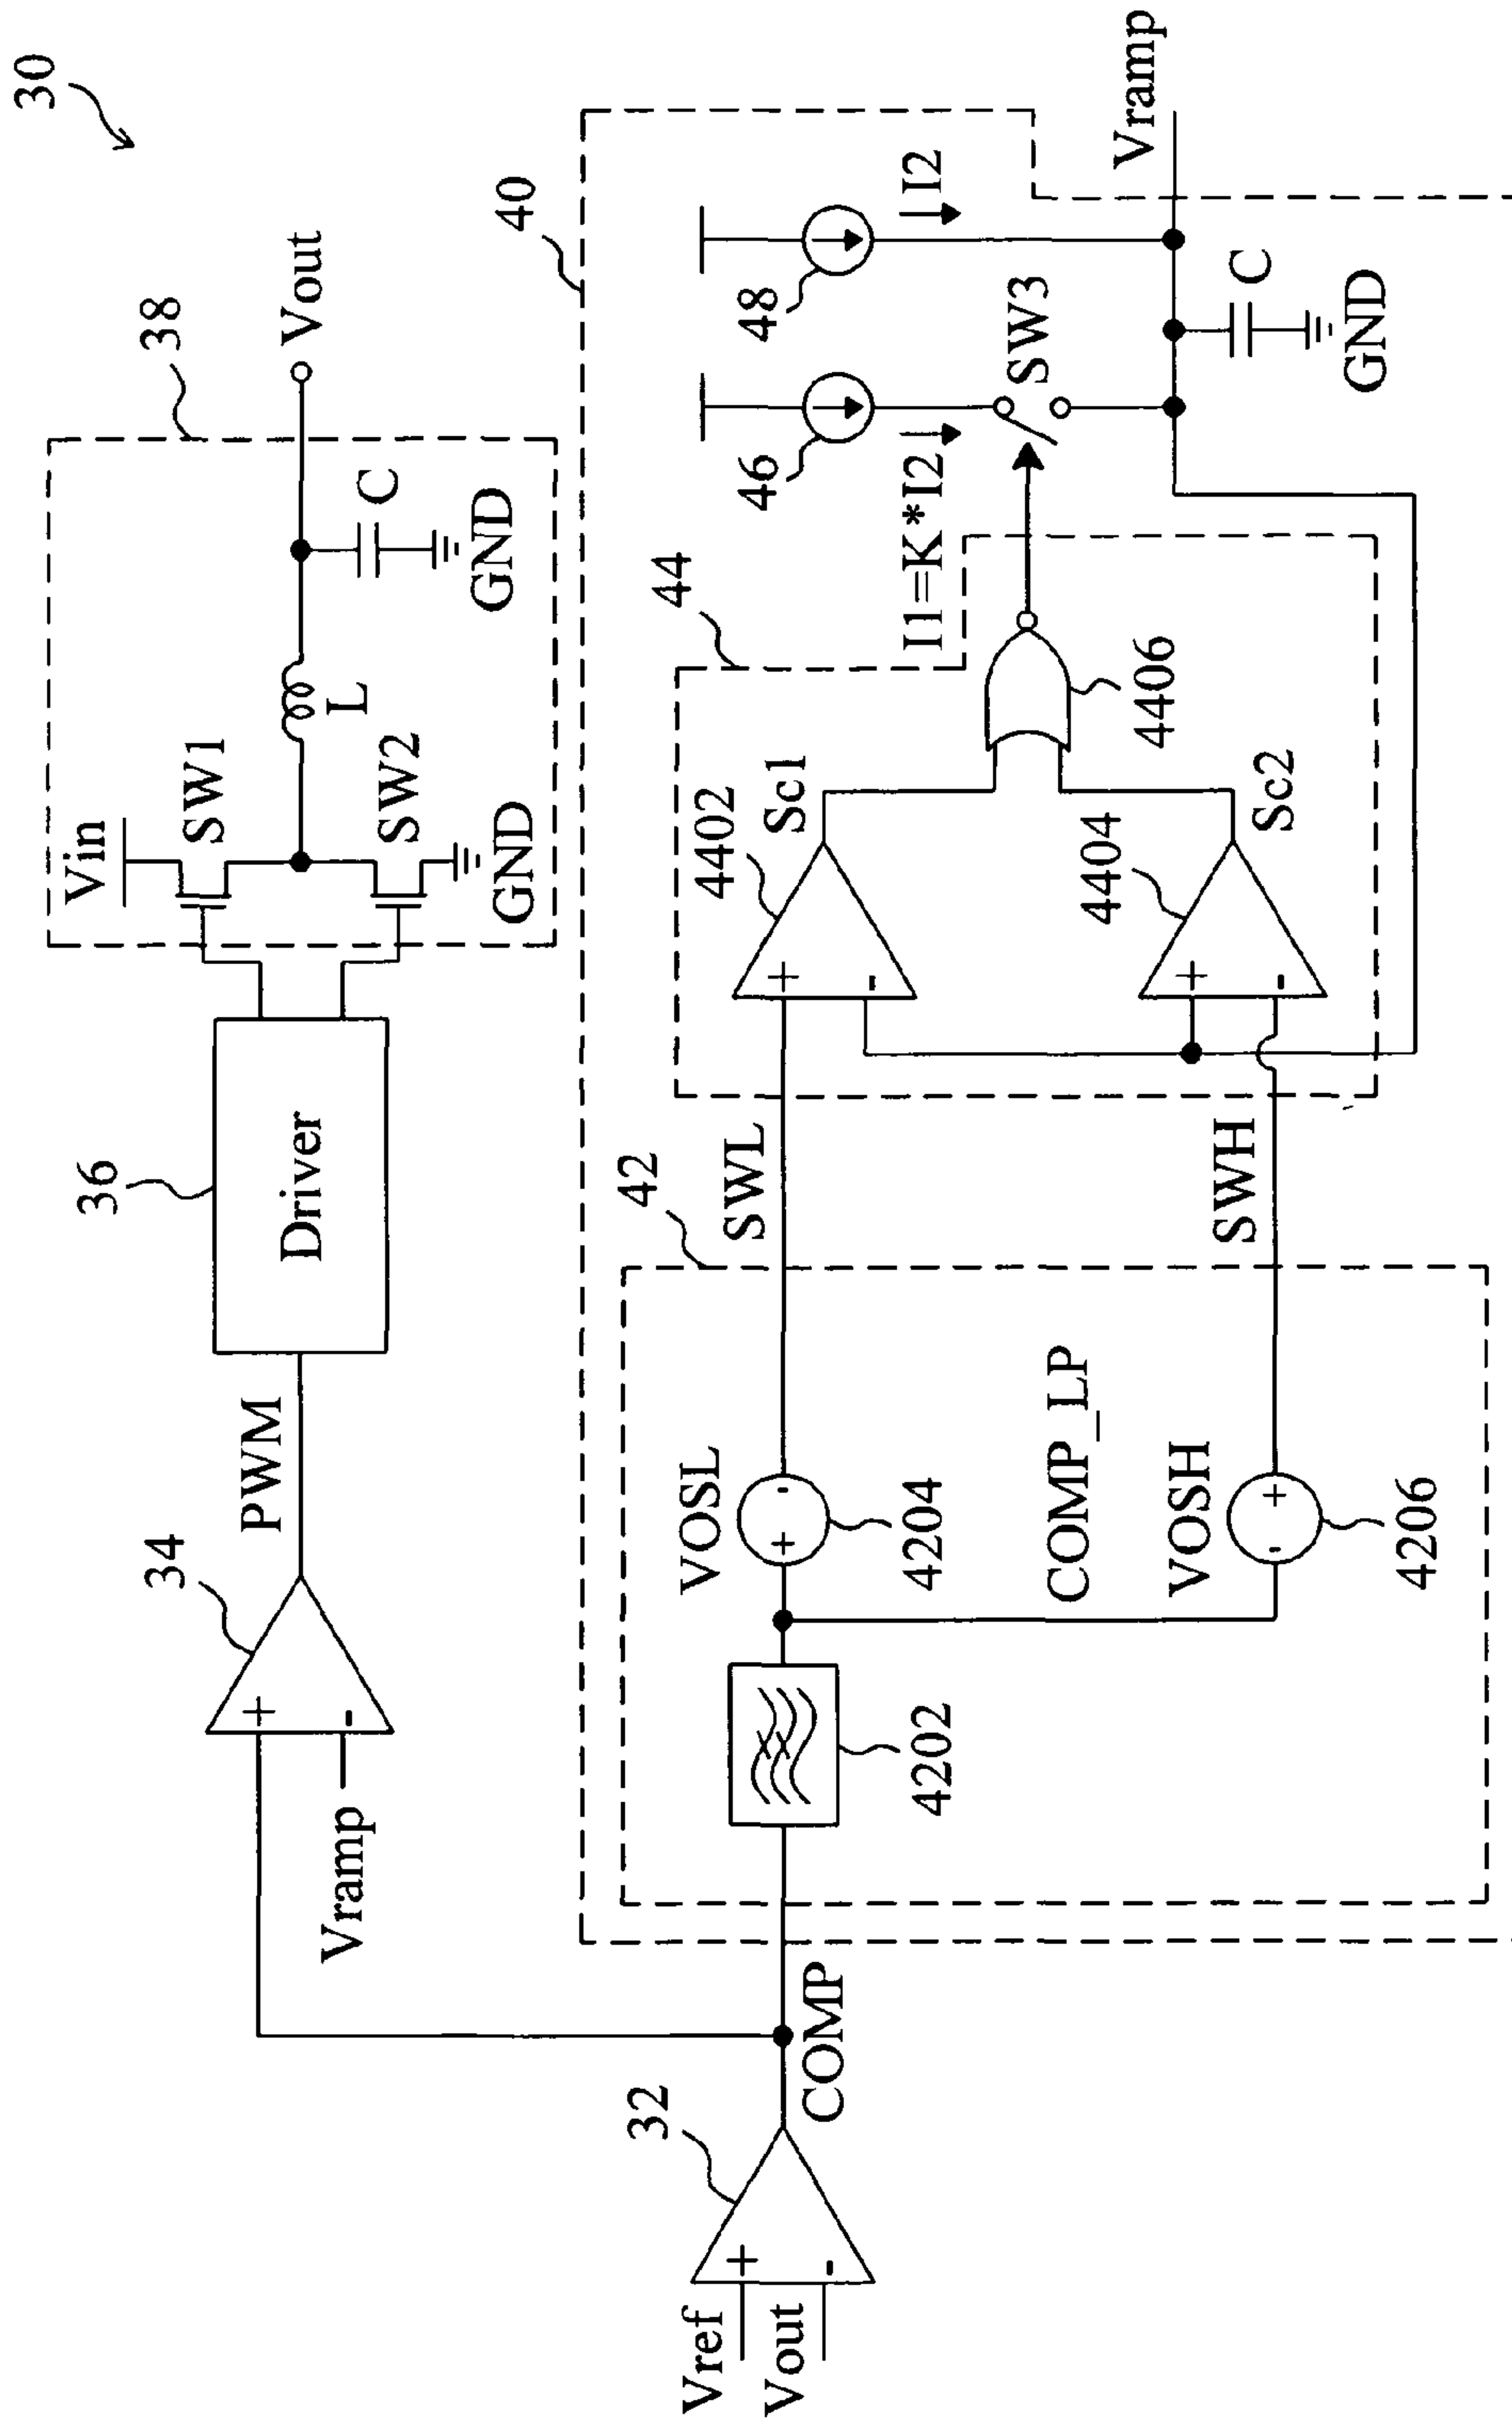 30
38
Vin
SW1
SW2
GND
L
C
GND
Vout
36
Driver
34
PWM
+
-
Vramp
40
32
Vref
Vout
+
-
COMP
42
4202
VOSL
+
-
4204
COMP_LP
VOSH
-
+
4206
SWL
SWH
44
4402
+
-
Sc1
4404
+
-
Sc2
4406
46
I1=K*I2
SW3
48
I2
C
GND
Vramp